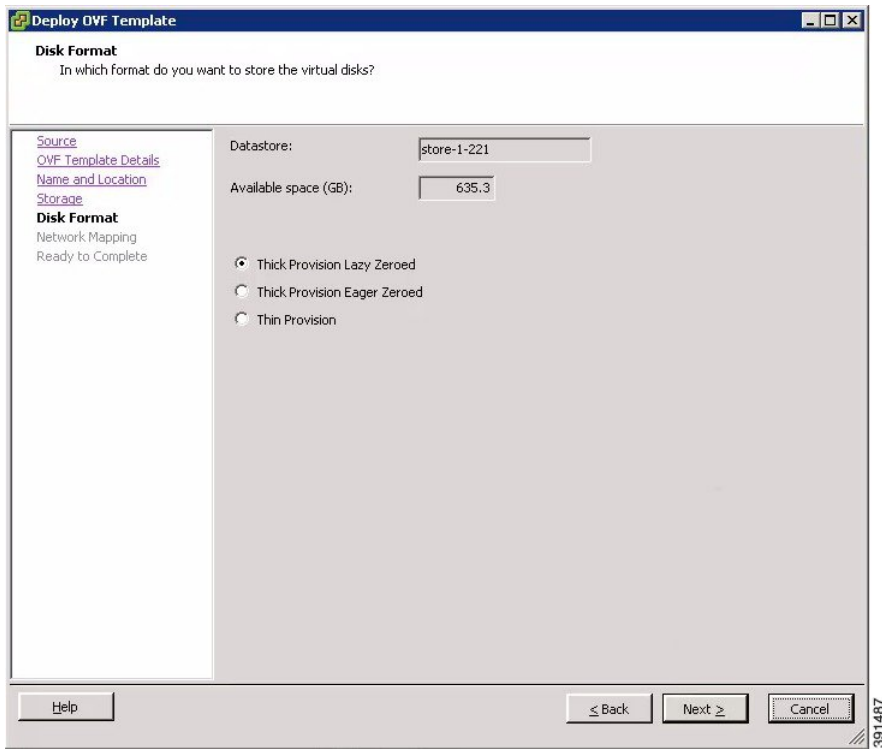 Deploy OVF Template
Disk Format
In which format do you want to store the virtual disks?
Source
OVF Template Details
Name and Location
Storage
Disk Format
Network Mapping
Ready to Complete
Datastore:
store-1-221
Available space (GB):
635.3
Thick Provision Lazy Zeroed
Thick Provision Eager Zeroed
Thin Provision
Help
< Back
Next >
Cancel
391487